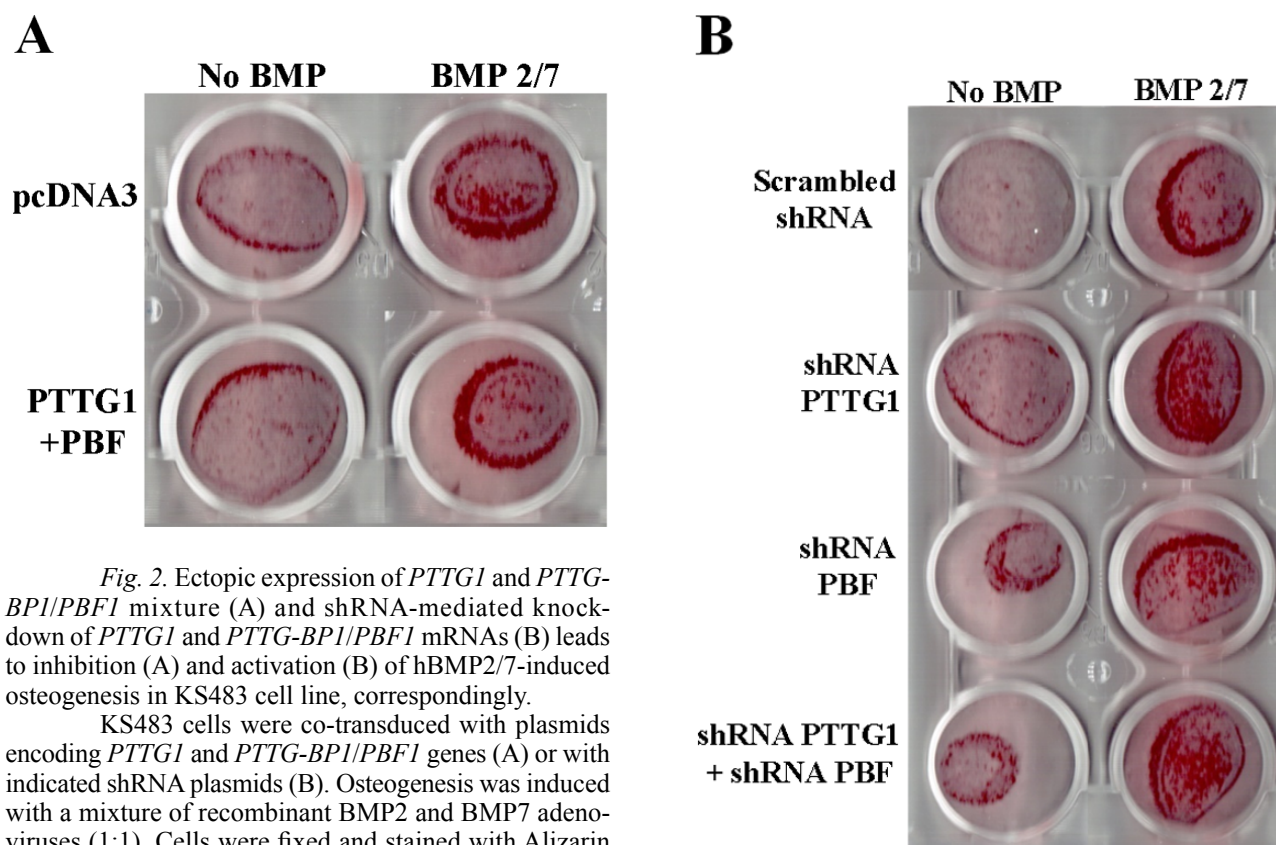 A
No BMP BMP 2/7
pcDNA3
PTTG1
+PBF
Fig. 2. Ectopic expression of PTTG1 and PTTG-
BP1/PBF1 mixture (A) and shRNA-mediated knock-
down of PTTG1 and PTTG-BP1/PBF1 mRNAs (B) leads
to inhibition (A) and activation (B) of hBMP2/7-induced
osteogenesis in KS483 cell line, correspondingly.
KS483 cells were co-transduced with plasmids
encoding PTTG1 and PTTG-BP1/PBF1 genes (A) or with
indicated shRNA plasmids (B). Osteogenesis was induced
with a mixture of recombinant BMP2 and BMP7 adeno-
viruses (1:1). Cells were fixed and stained with Alizarin
B
No BMP BMP 2/7
Scrambled
shRNA
shRNA
PTTG1
shRNA
PBF
shRNA PTTG1
+ shRNA PBF